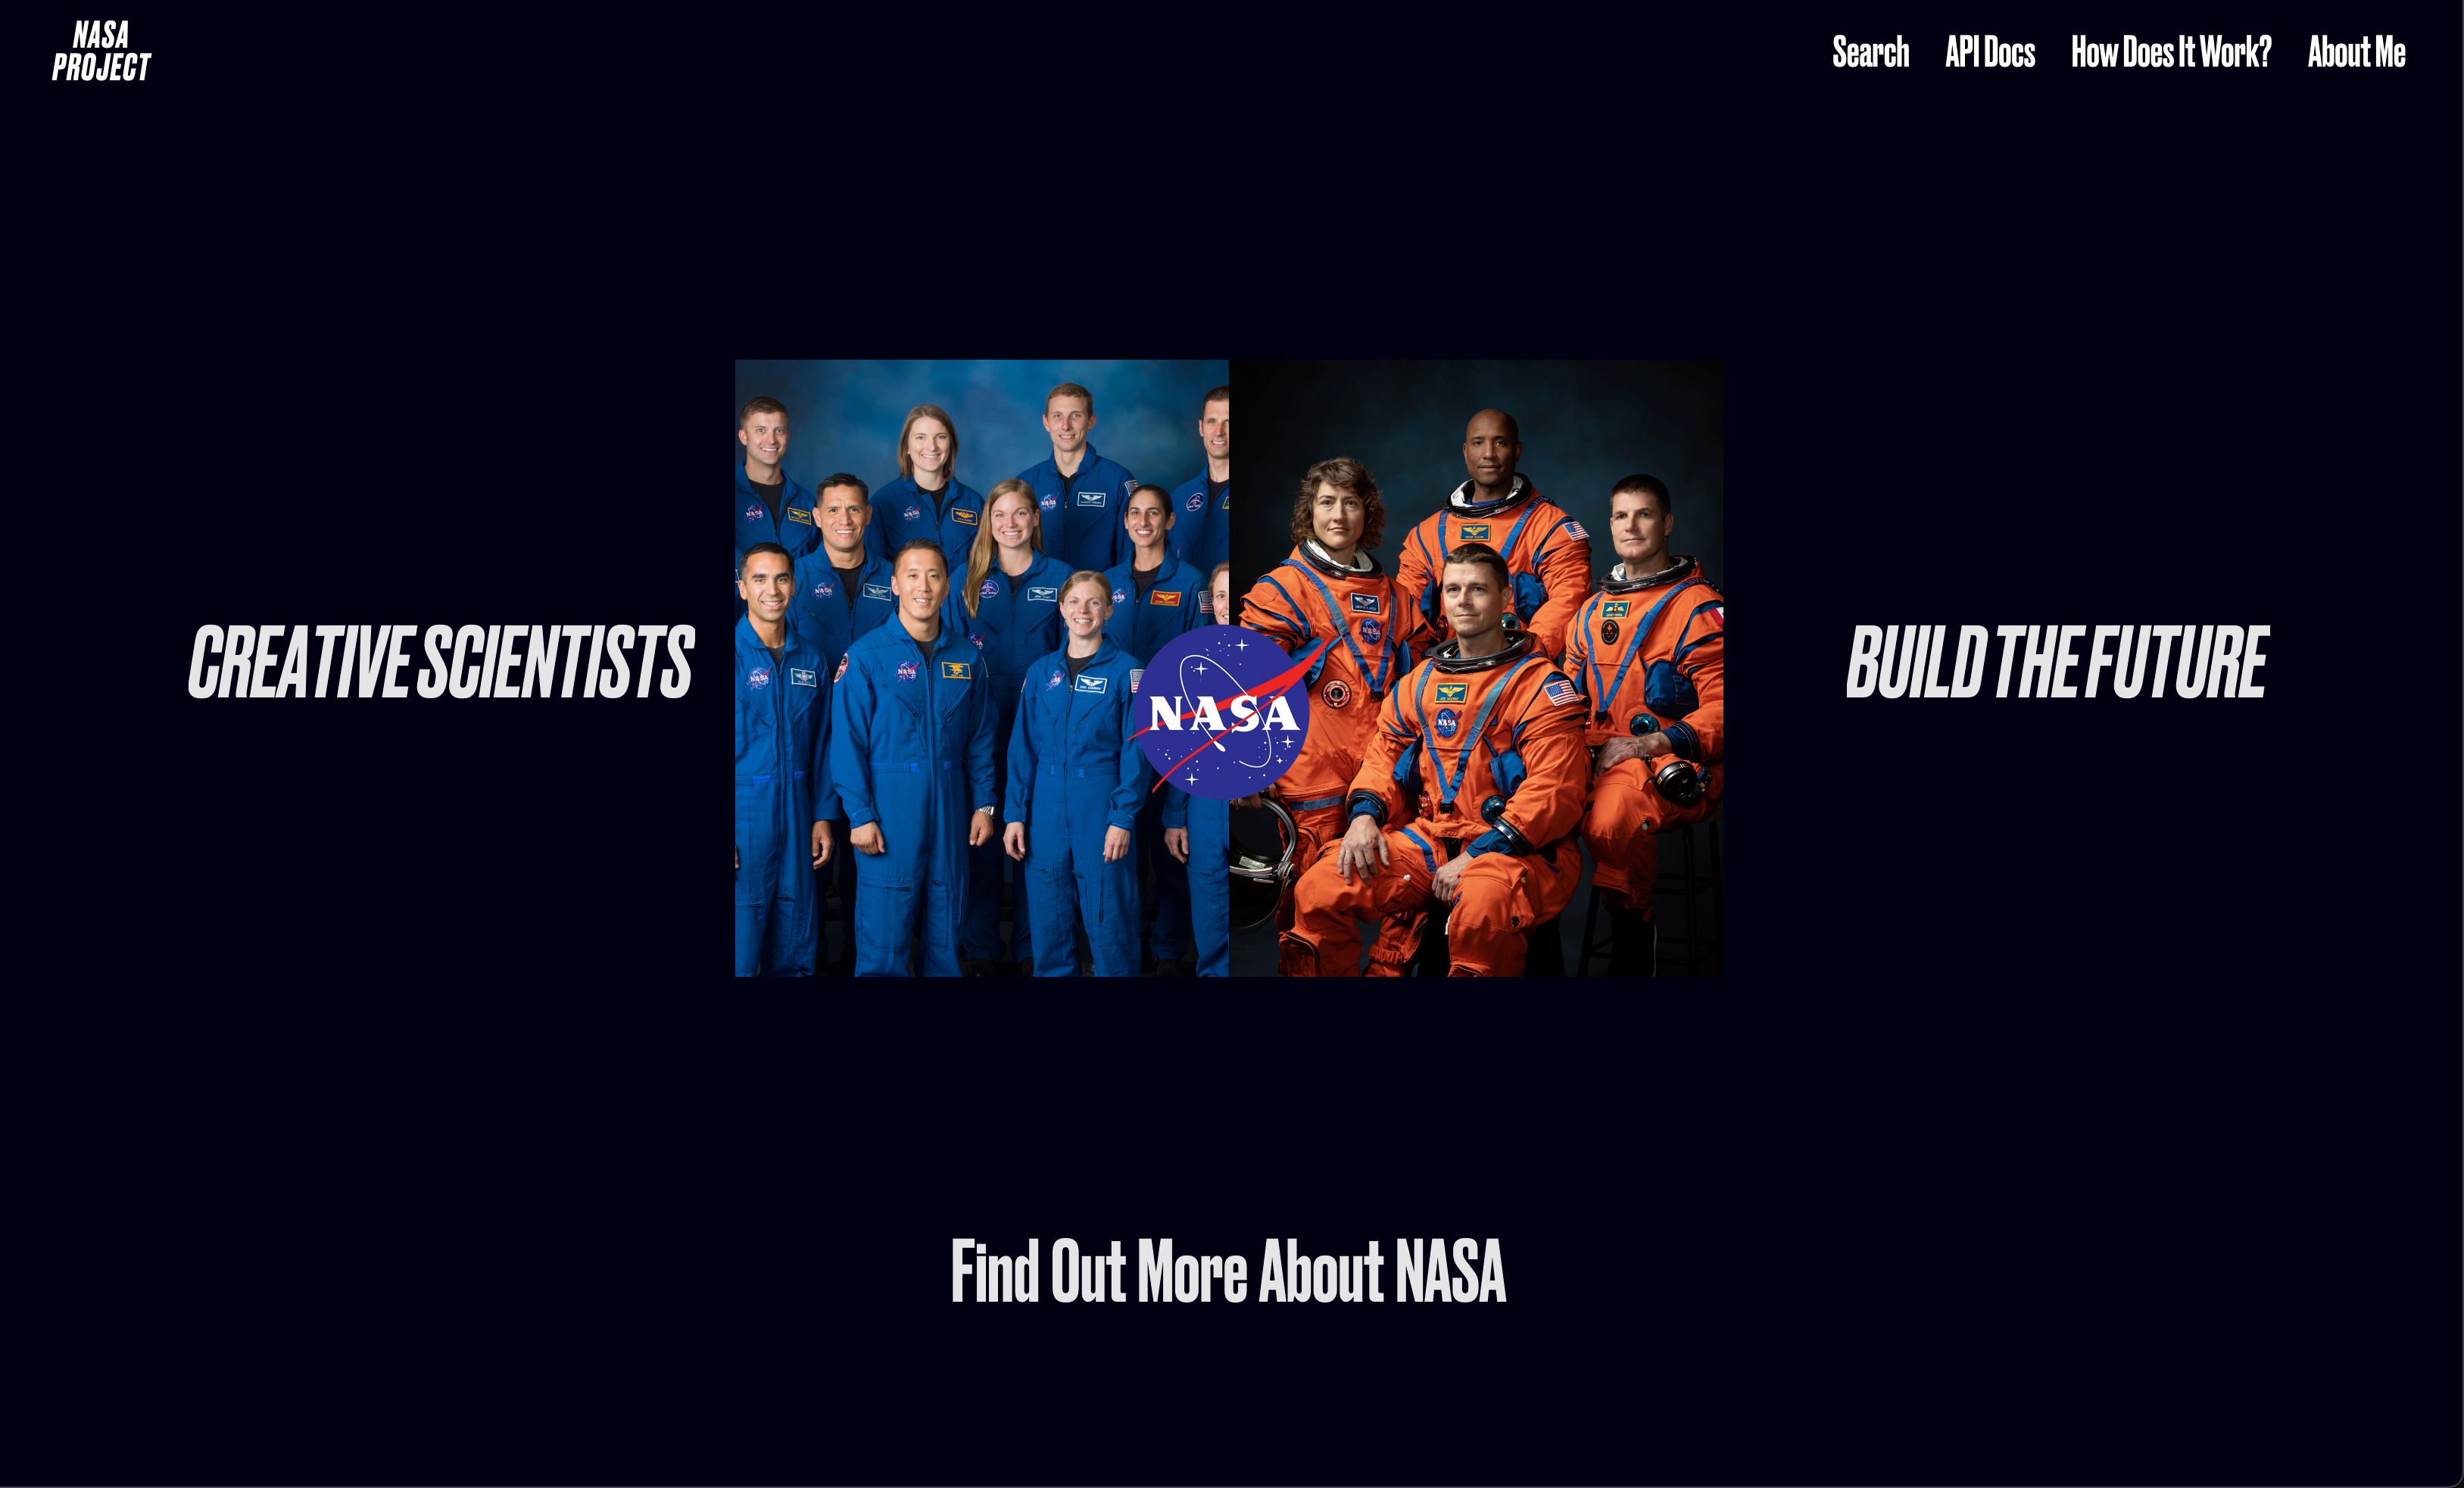 NASA
PROJECT
Search API Docs How Does It Work? About Me
CREATIVE SCIENTISTS
BUILD THE FUTURE
NASA
Find Out More About NASA